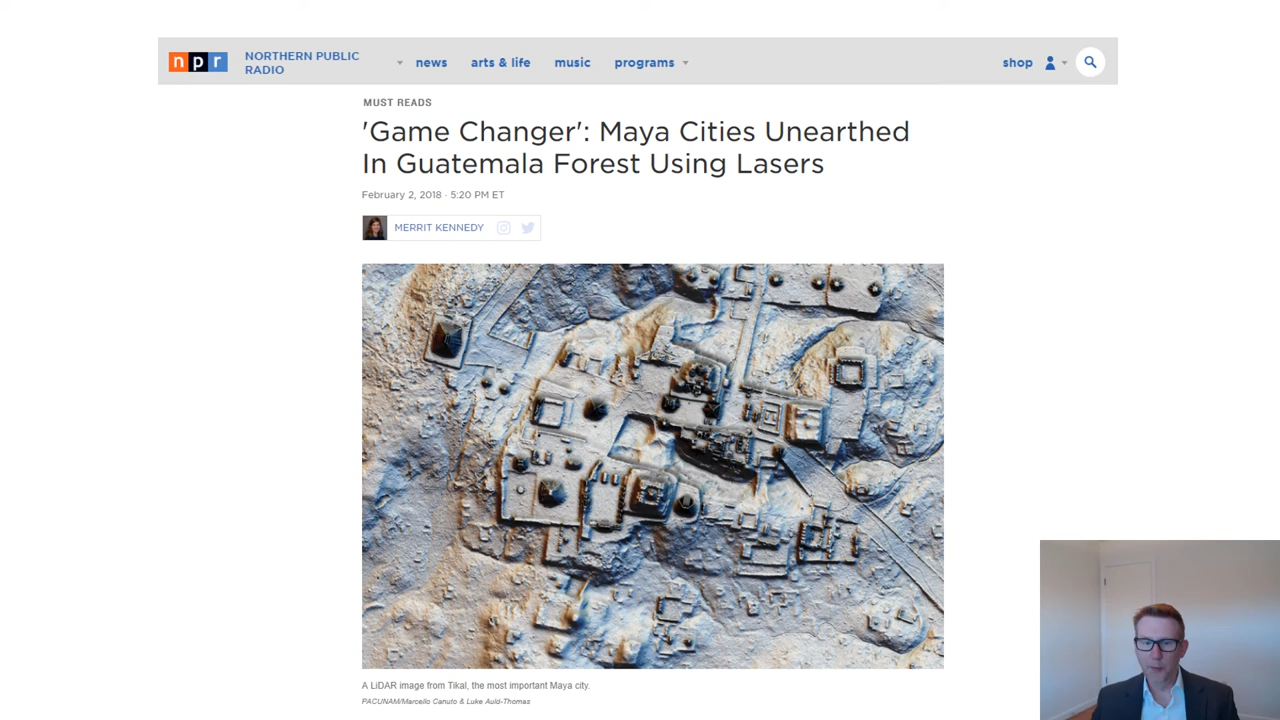 npr
NORTHERN PUBLIC
RADIO
news
arts & life
music
programs
shop
MUST READS
'Game Changer': Maya Cities Unearthed
In Guatemala Forest Using Lasers
February 2, 2018 · 5:20 PM ET
MERRIT KENNEDY
A LiDAR image from Tikal, the most important Maya city.
PACUNAM/Marcello Canuto & Luke Auld-Thomas